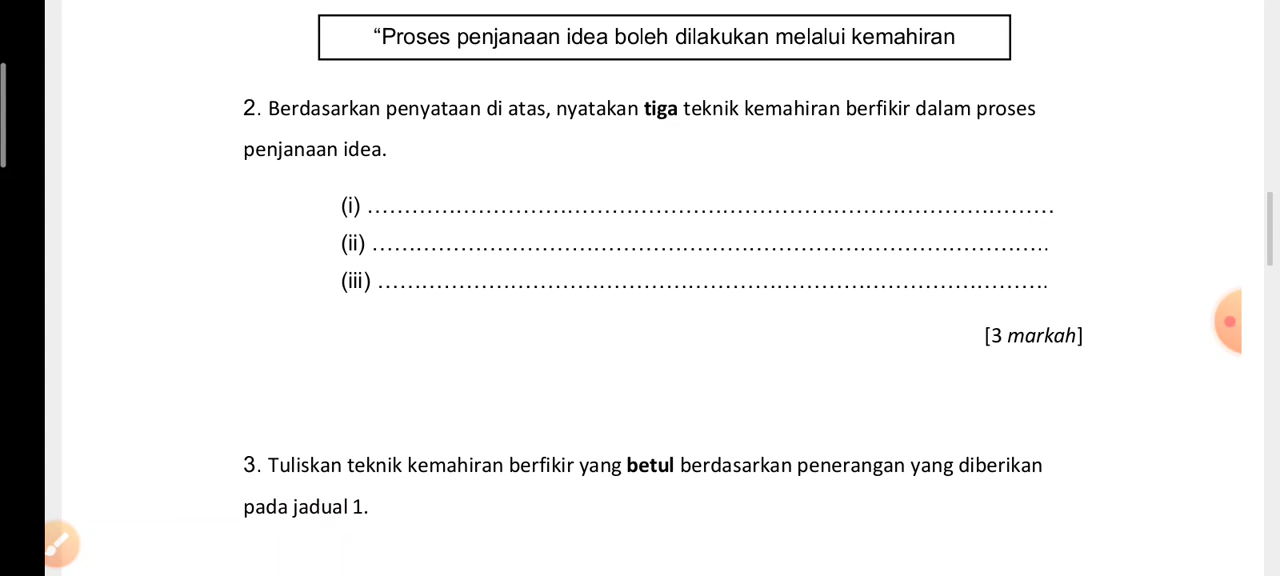 “Proses penjanaan idea boleh dilakukan melalui kemahiran
2. Berdasarkan penyataan di atas, nyatakan tiga teknik kemahiran berfikir dalam proses
penjanaan idea.
(i) ……………………………………………………………………………
(ii) ……………………………………………………………………………
(iii) ……………………………………………………………………………
[3 markah]
3. Tuliskan teknik kemahiran berfikir yang betul berdasarkan penerangan yang diberikan
pada jadual 1.